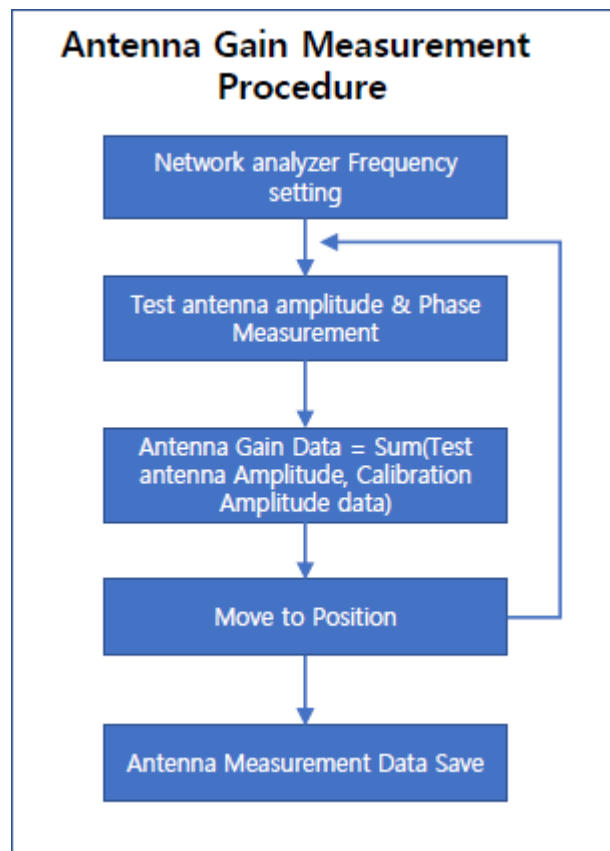 Antenna Gain Measurement
Procedure
Network analyzer Frequency
setting
Test antenna amplitude & Phase
Measurement
Antenna Gain Data = Sum(Test
antenna Amplitude, Calibration
Amplitude data)
Move to Position
Antenna Measurement Data Save